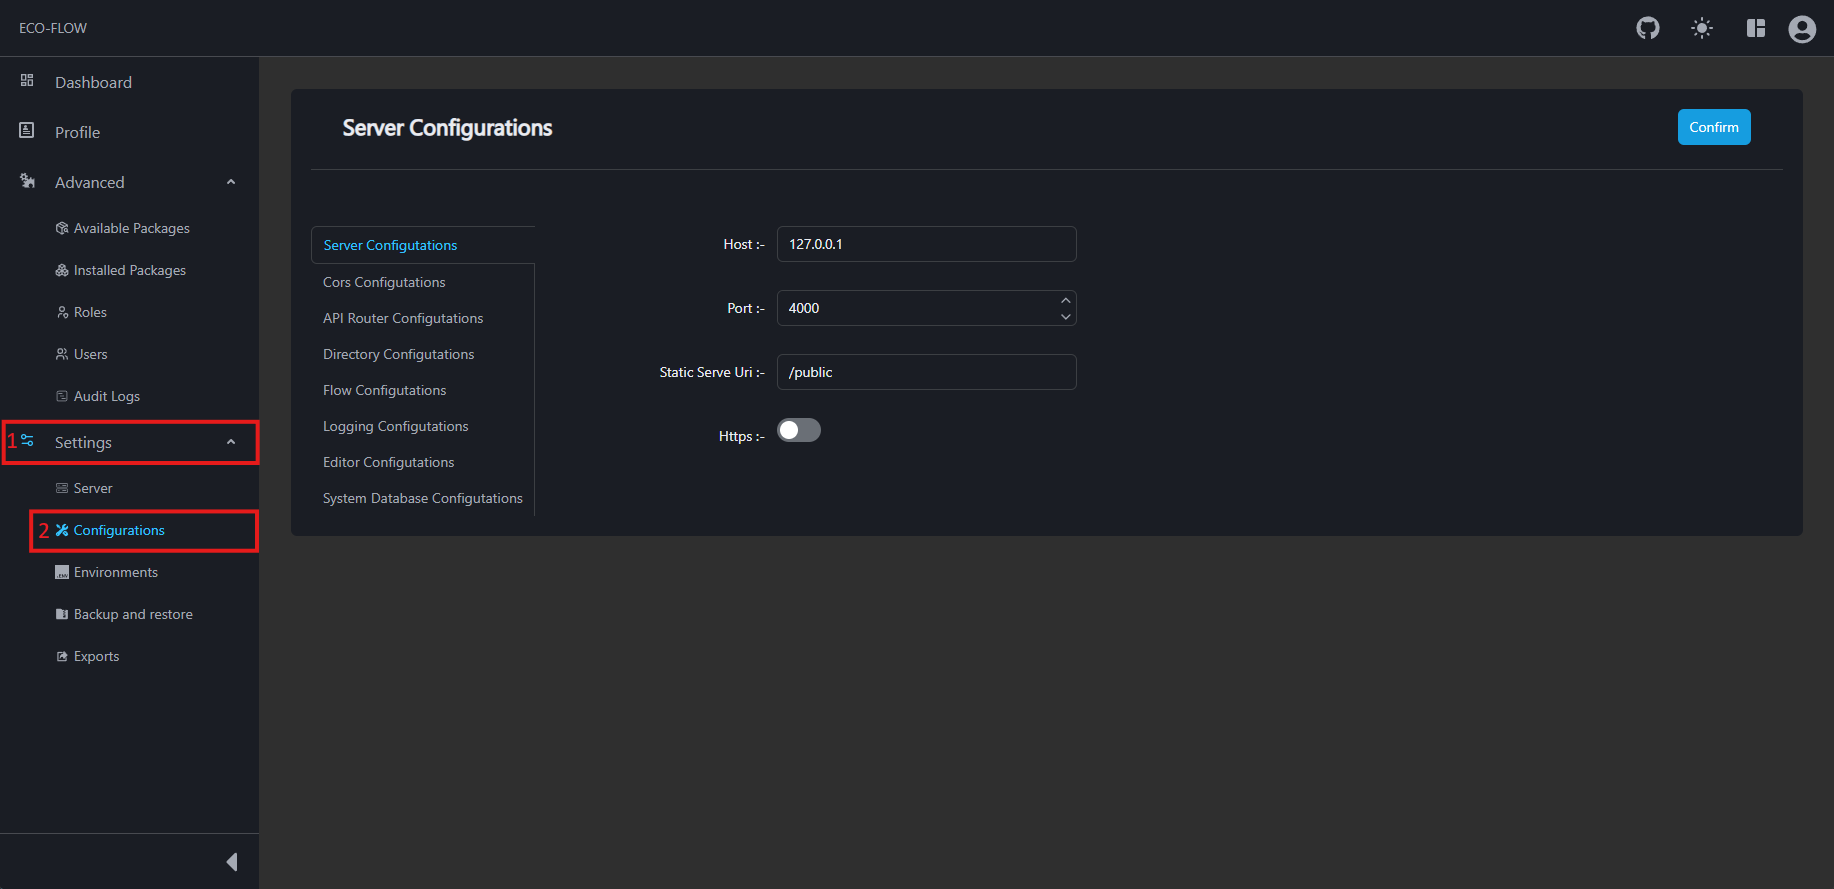 ECO-FLOW
Dashboard
Profile
Advanced
Available Packages
Installed Packages
Roles
Users
Audit Logs
1 Settings
Server
2 Configurations
.ENV Environments
Backup and restore
Exports
Server Configurations
Confirm
Server Configutations
Cors Configutations
API Router Configutations
Directory Configutations
Flow Configutations
Logging Configutations
Editor Configutations
System Database Configutations
Host :- 127.0.0.1
Port :- 4000
Static Serve Uri :- /public
Https :-